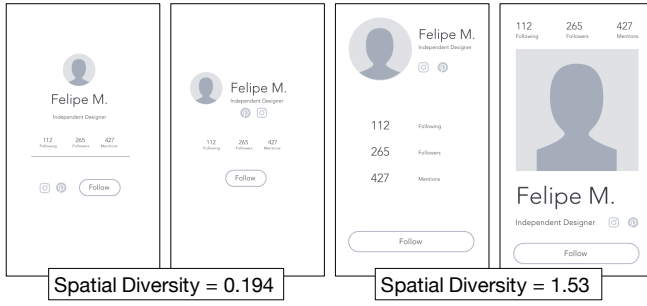 Felipe M.
Independent Designer
112 265 427
Following Followers Mentions
Follow
Felipe M.
Independent Designer
112 265 427
Following Followers Mentions
Follow
Spatial Diversity = 0.194
Felipe M.
Independent Designer
112 Following
265 Followers
427 Mentions
Follow
112 265 427
Following Followers Mentions
Felipe M.
Independent Designer
Follow
Spatial Diversity = 1.53